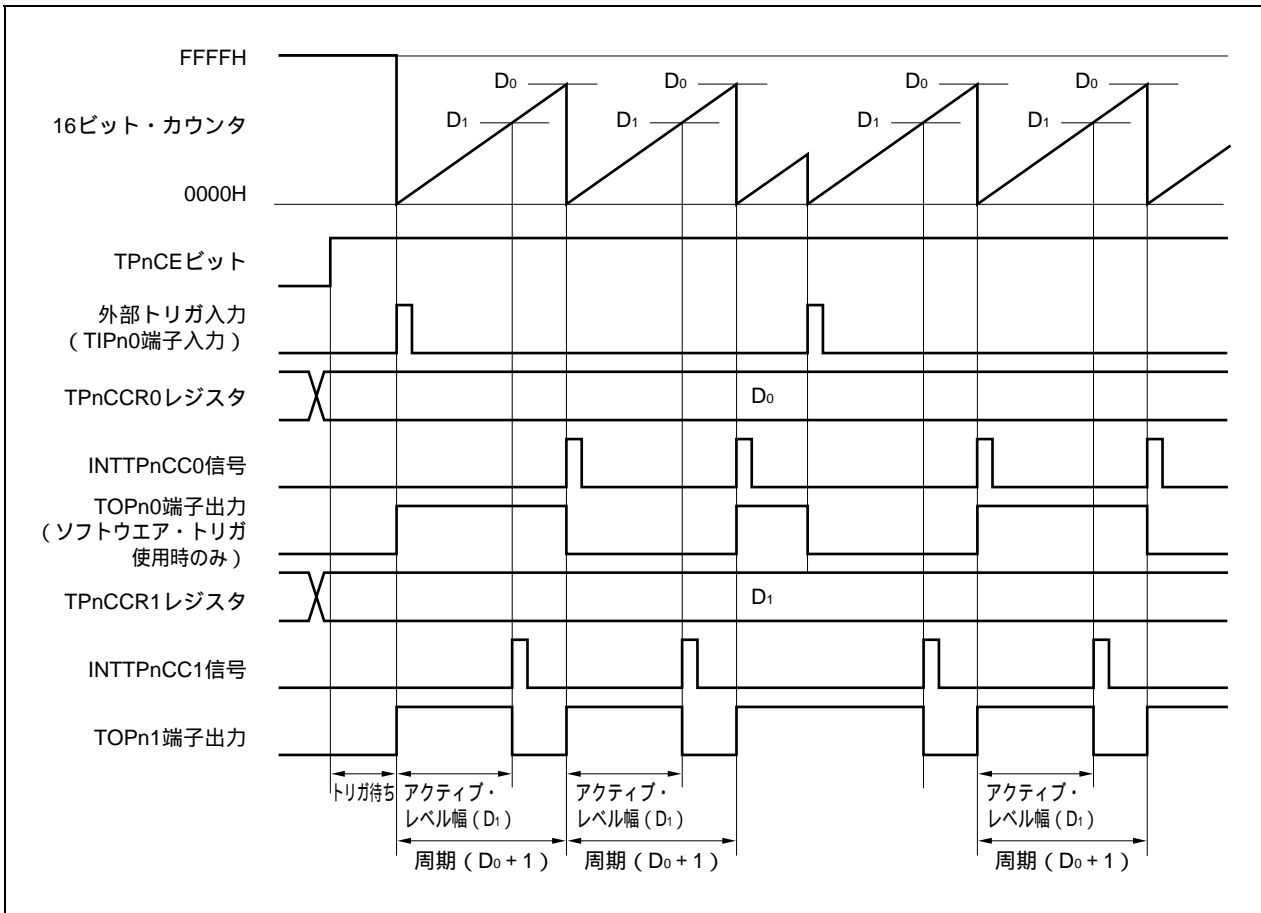 FFFFH
D0
D0
D0
D0
16ビット・カウンタ
D1
D1
D1
D1
0000H
TPnCEビット
外部トリガ入力
（TIPn0端子入力）
TPnCCR0レジスタ
D0
INTTPnCC0信号
TOPn0端子出力
（ソフトウエア・トリガ
使用時のみ）
TPnCCR1レジスタ
D1
INTTPnCC1信号
TOPn1端子出力
トリガ待ち
アクティブ・
レベル幅（D1）
アクティブ・
レベル幅（D1）
アクティブ・
レベル幅（D1）
周期（D0＋1）
周期（D0＋1）
周期（D0＋1）